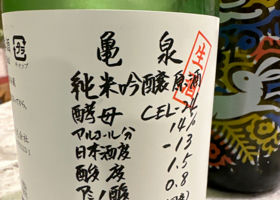 亀泉
生酒
純米吟醸原酒
酵母 CEL-24
アルコール分 14%
日本酒度 -13
酸度 1.5
アミノ酸 0.8